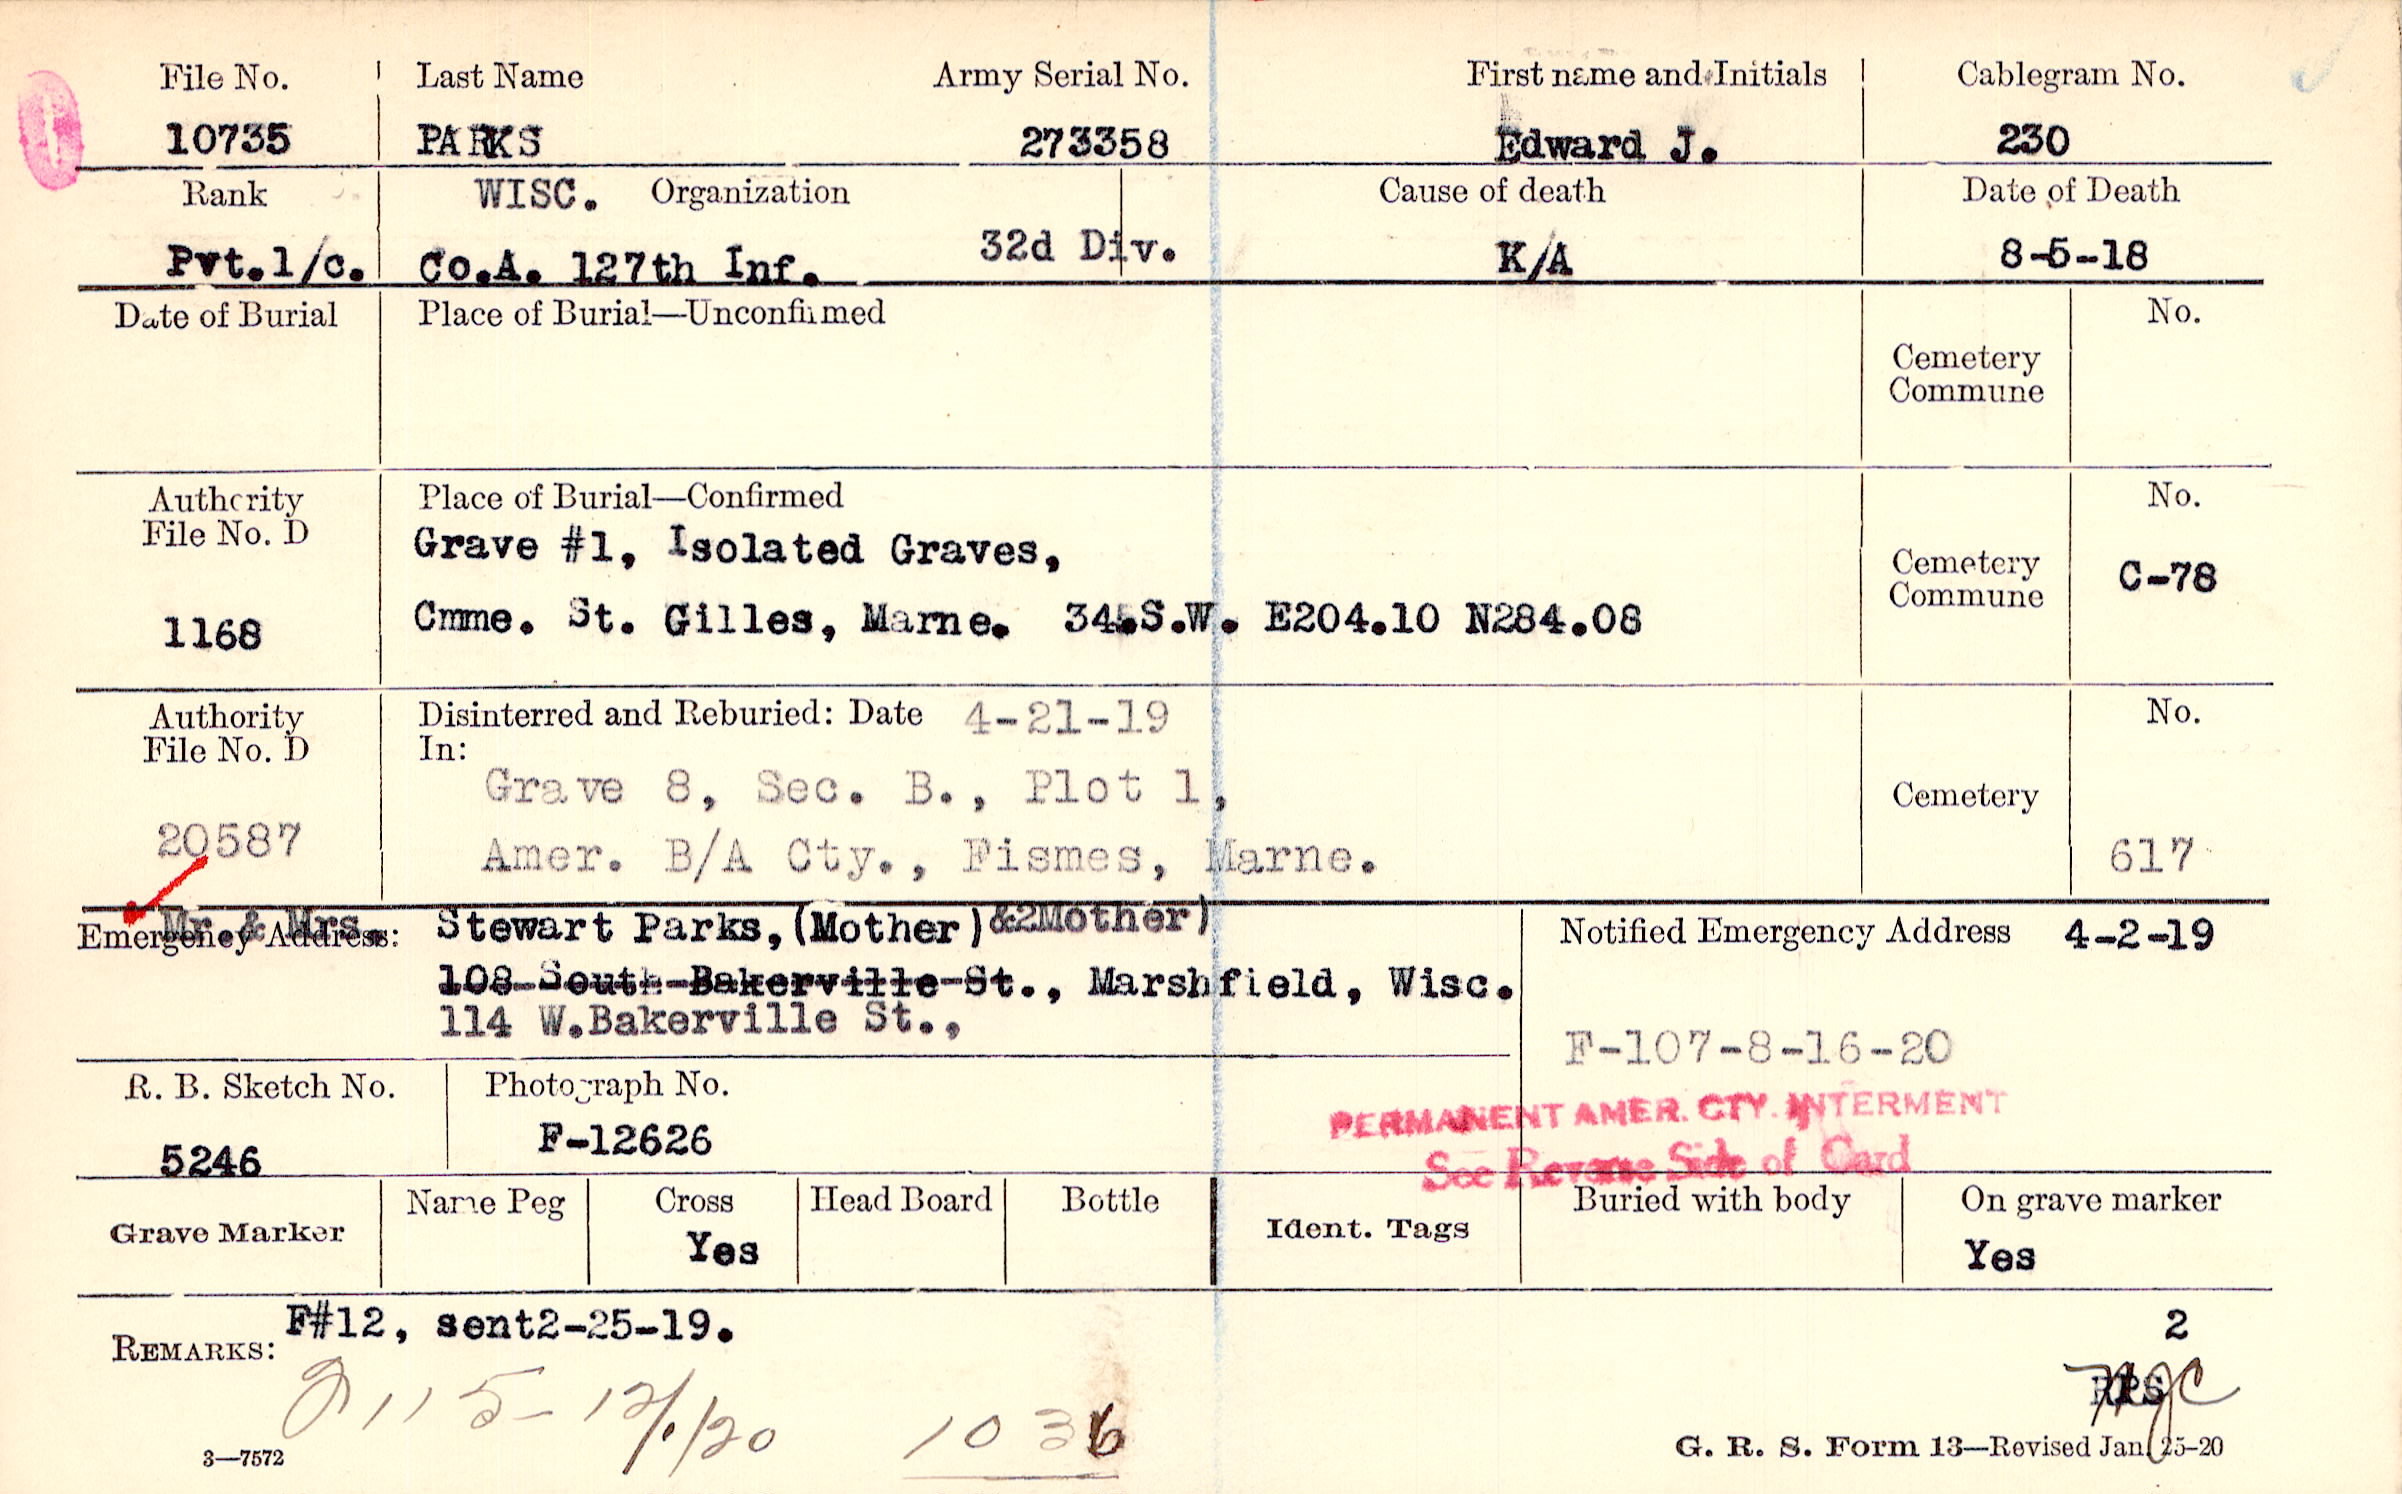 File No. Last Name Army Serial No. First name and Initials Cablegram No.
10735 PARKS 273358 Edward J. 230
Rank WISC. Organization Cause of death Date of Death
Pvt.1/c. Co.A. 127th Inf. 32d Div. K/A 8-5-18
Date of Burial Place of Burial—Unconfirmed No.
Cemetery
Commune
Authority Place of Burial—Confirmed No.
File No. D
Grave #1, Isolated Graves,
Cemetery
Commune C-78
1168 Cmme. St. Gilles, Marne. 34.S.W. E204.10 N284.08
Authority Disinterred and Reburied: Date 4-21-19 No.
File No. D In:
Grave 8, Sec. B., Plot 1,
Cemetery
20587 Amer. B/A Cty., Fismes, Marne. 617
Emergency Address: Mr. & Mrs. Stewart Parks,(Mother)&2Mother) Notified Emergency Address 4-2-19
108 South Bakerville St., Marshfield, Wisc.
114 W.Bakerville St.,
F-107-8-16-20
R. B. Sketch No. Photograph No.
PERMANENT AMER. CTY. INTERMENT
5246 F-12626
See Reverse Side of Card
Grave Marker Name Peg Cross Head Board Bottle Ident. Tags Buried with body On grave marker
Yes Yes
REMARKS: F#12, sent2-25-19.
2
115-12/1/20 1036
3—7572
G. R. S. Form 13—Revised Jan. 25-20